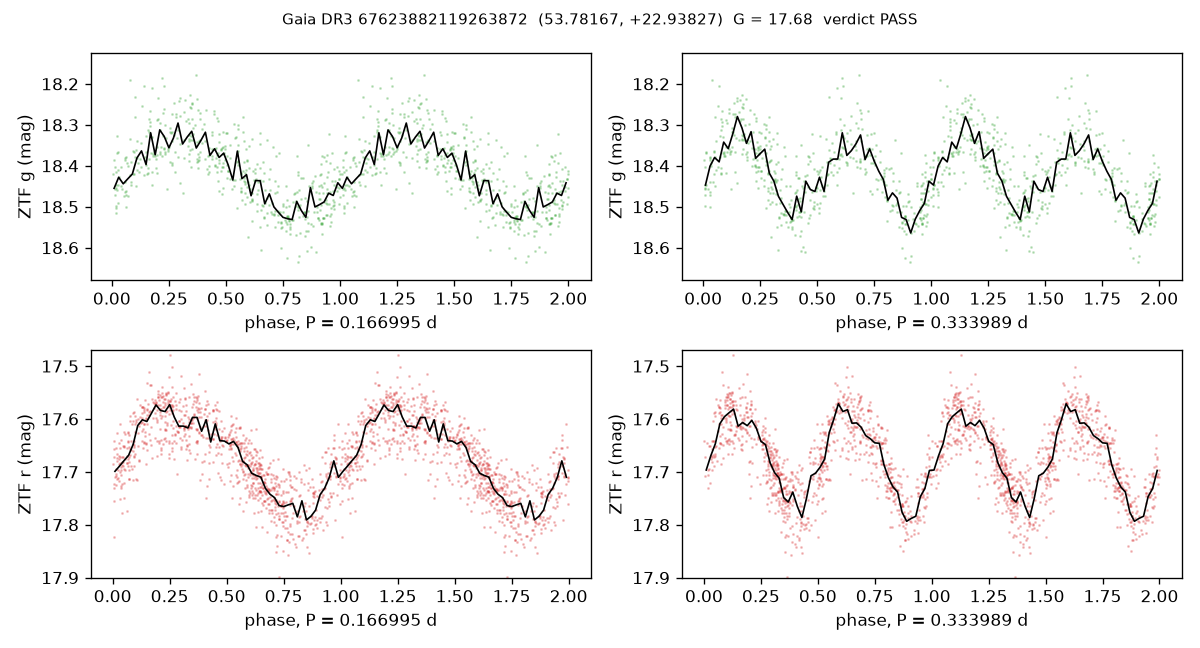 Gaia DR3 67623882119263872 (53.78167, +22.93827) G = 17.68 verdict PASS
ZTF g (mag)
18.2
18.3
18.4
18.5
18.6
0.00 0.25 0.50 0.75 1.00 1.25 1.50 1.75 2.00
phase, P = 0.166995 d
ZTF g (mag)
18.2
18.3
18.4
18.5
18.6
0.00 0.25 0.50 0.75 1.00 1.25 1.50 1.75 2.00
phase, P = 0.333989 d
ZTF r (mag)
17.5
17.6
17.7
17.8
17.9
0.00 0.25 0.50 0.75 1.00 1.25 1.50 1.75 2.00
phase, P = 0.166995 d
ZTF r (mag)
17.5
17.6
17.7
17.8
17.9
0.00 0.25 0.50 0.75 1.00 1.25 1.50 1.75 2.00
phase, P = 0.333989 d